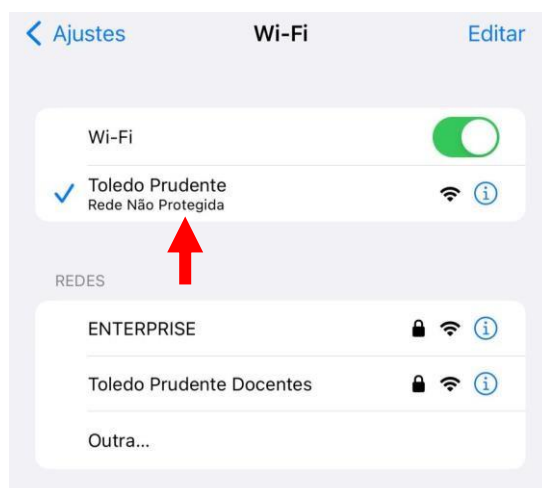 Ajustes Wi-Fi Editar
Wi-Fi
Toledo Prudente
Rede Não Protegida
REDES
ENTERPRISE
Toledo Prudente Docentes
Outra...